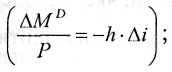 (ΔM^D / P = -h · Δi);